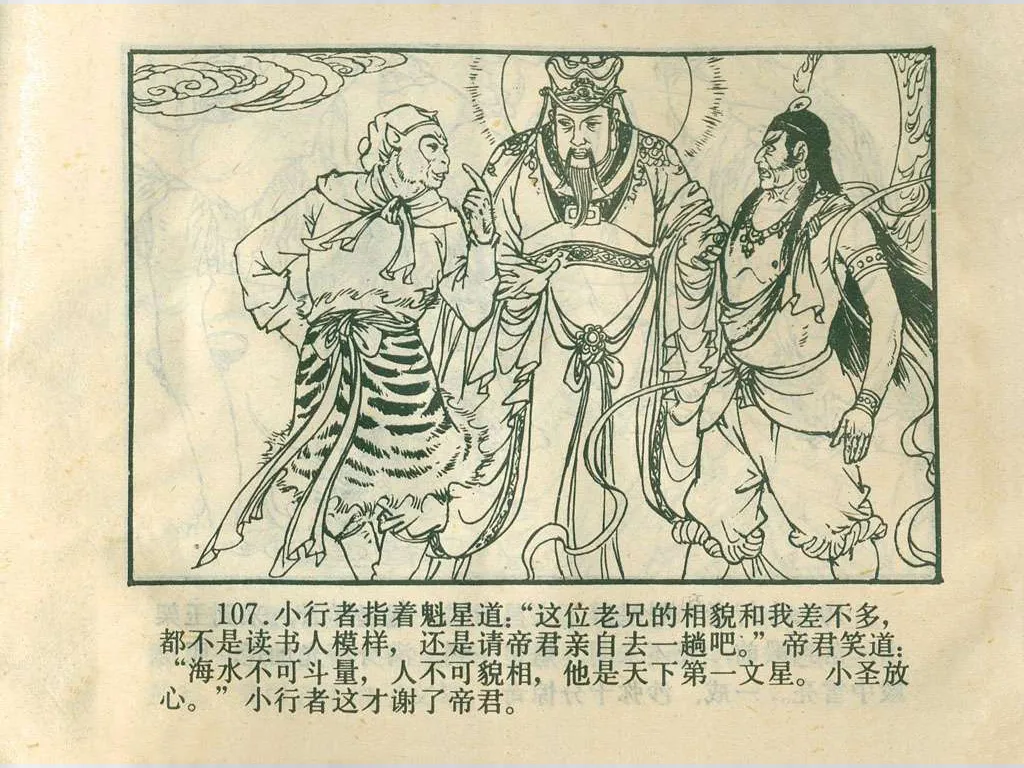 107.小行者指着魁星道：“这位老兄的相貌和我差不多，
都不是读书人模样，还是请帝君亲自去一趟吧。”帝君笑道：
“海水不可斗量，人不可貌相，他是天下第一文星。小圣放
心。”小行者这才谢了帝君。